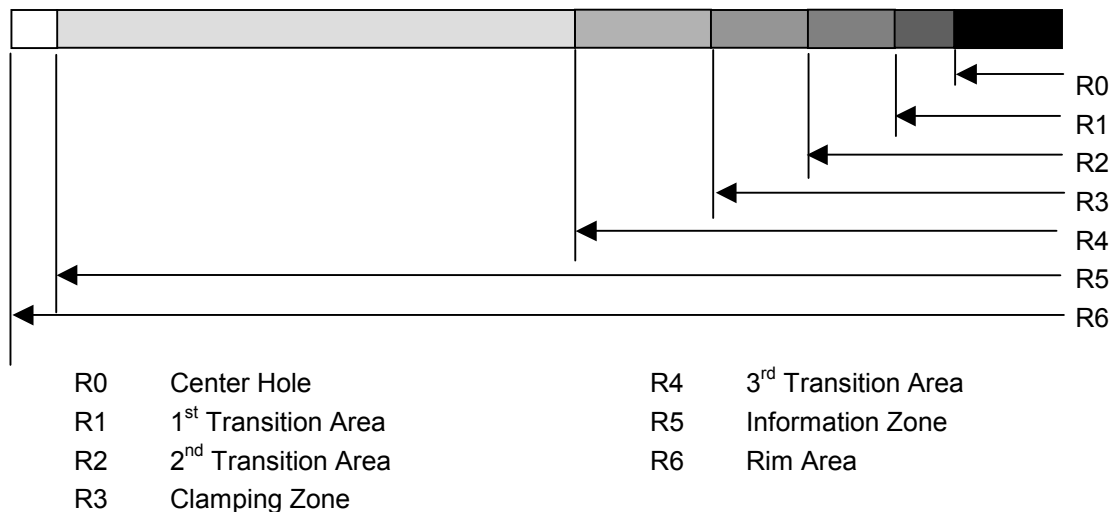 R0
R1
R2
R3
R4
R5
R6
R0 Center Hole
R1 1st Transition Area
R2 2nd Transition Area
R3 Clamping Zone
R4 3rd Transition Area
R5 Information Zone
R6 Rim Area